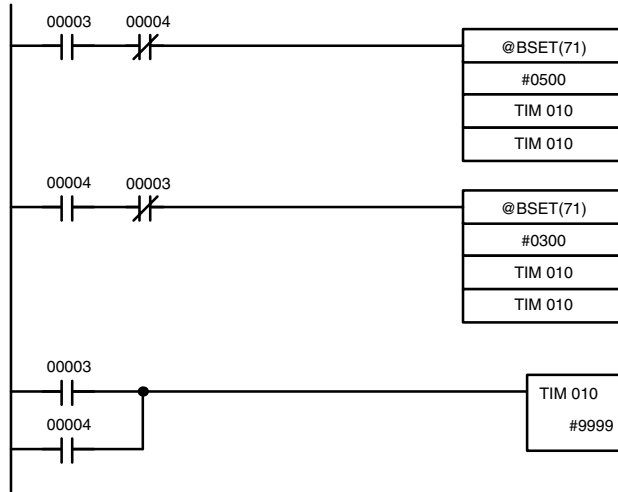 00003 00004
@BSET(71)
#0500
TIM 010
TIM 010
00004 00003
@BSET(71)
#0300
TIM 010
TIM 010
00003
TIM 010
#9999
00004